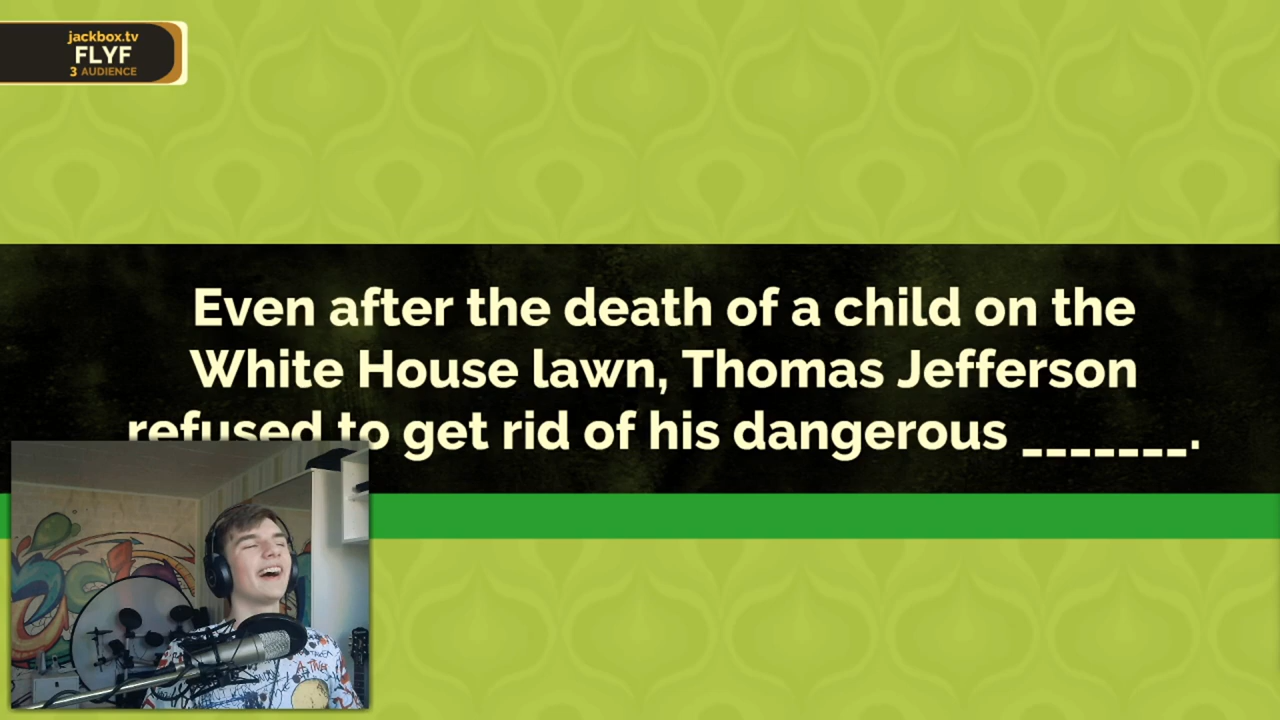 jackbox.tv
FLYF
3 AUDIENCE
Even after the death of a child on the
White House lawn, Thomas Jefferson
refused to get rid of his dangerous _______.